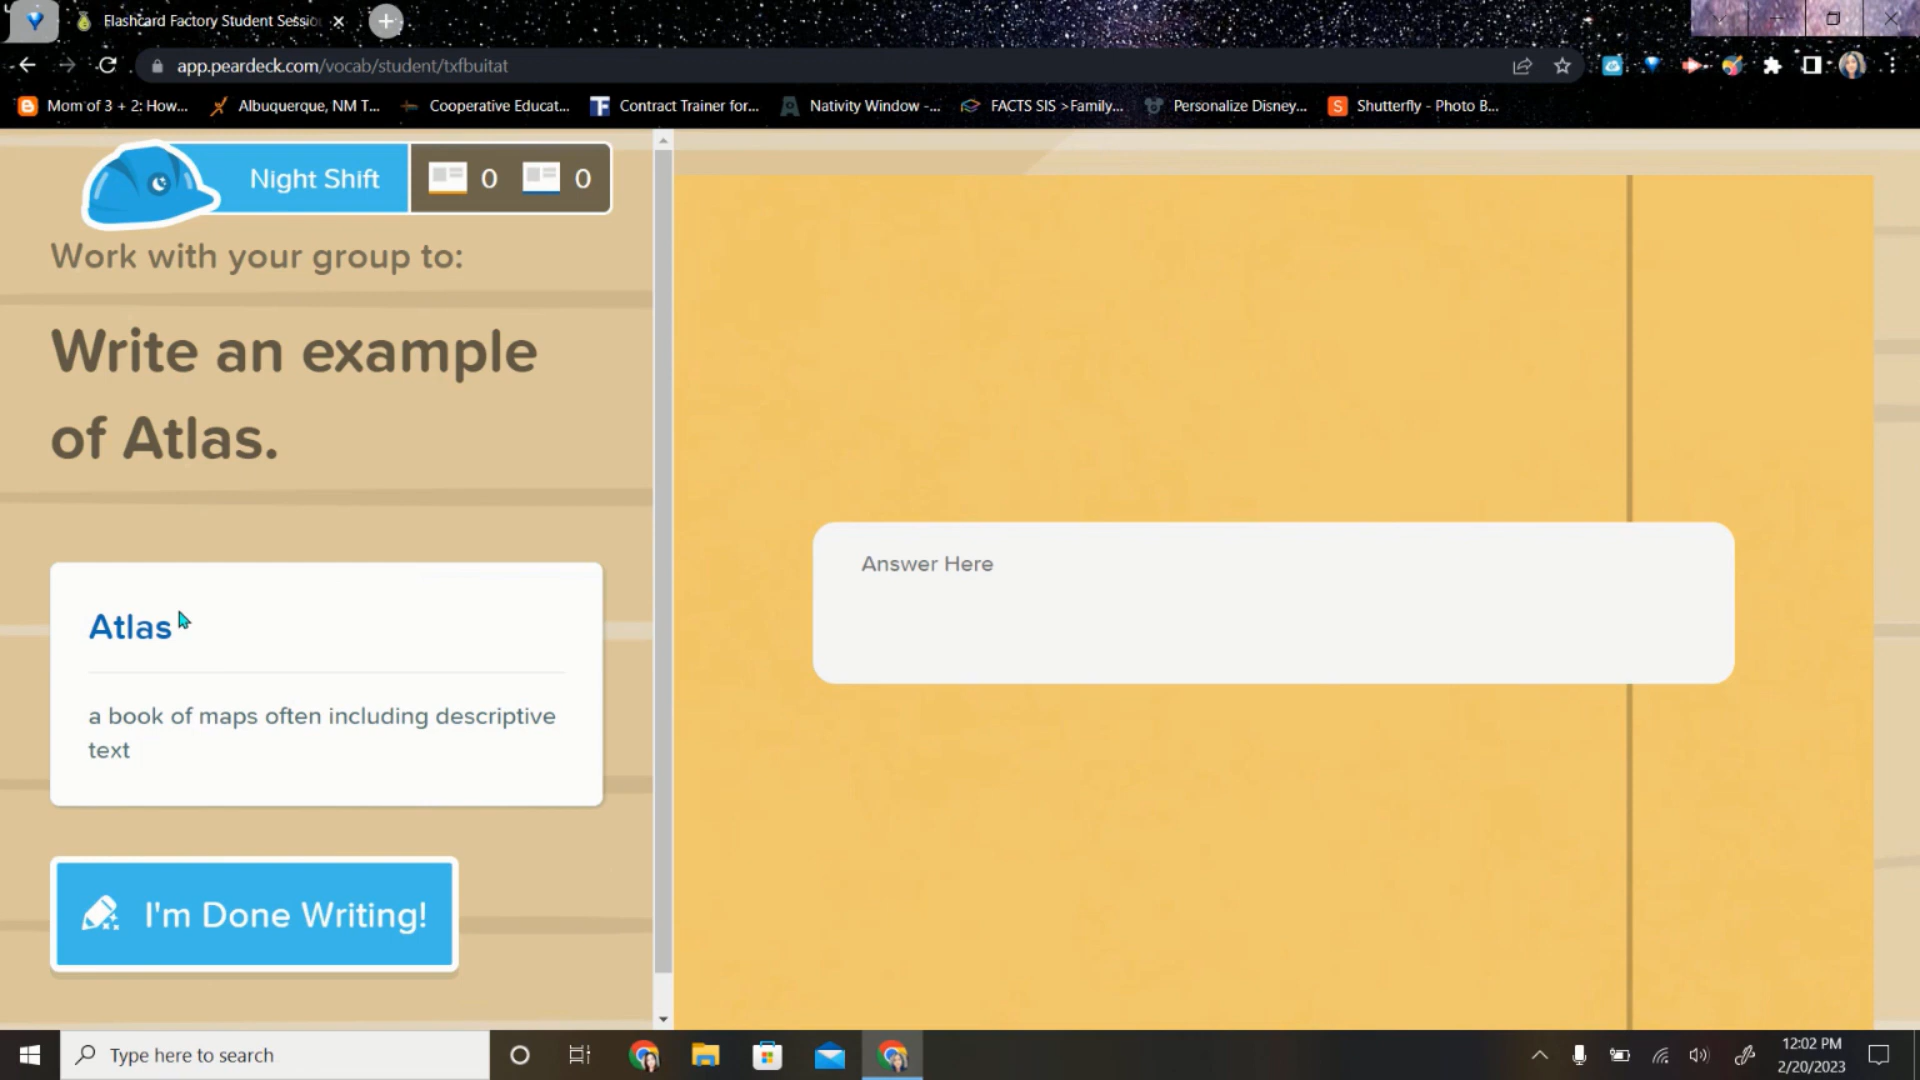 Flashcard Factory Student Sessio
app.peardeck.com/vocab/student/txfbuitat
Mom of 3 + 2: How...
Albuquerque, NM T...
Cooperative Educat...
Contract Trainer for...
Nativity Window -...
FACTS SIS >Family...
Personalize Disney...
S
Shutterfly - Photo B...
Night Shift
0
0
Work with your group to:
Write an example
of Atlas.
Answer Here
Atlas
a book of maps often including descriptive
text
I'm Done Writing!
Type here to search
12:02 PM
2/20/2023